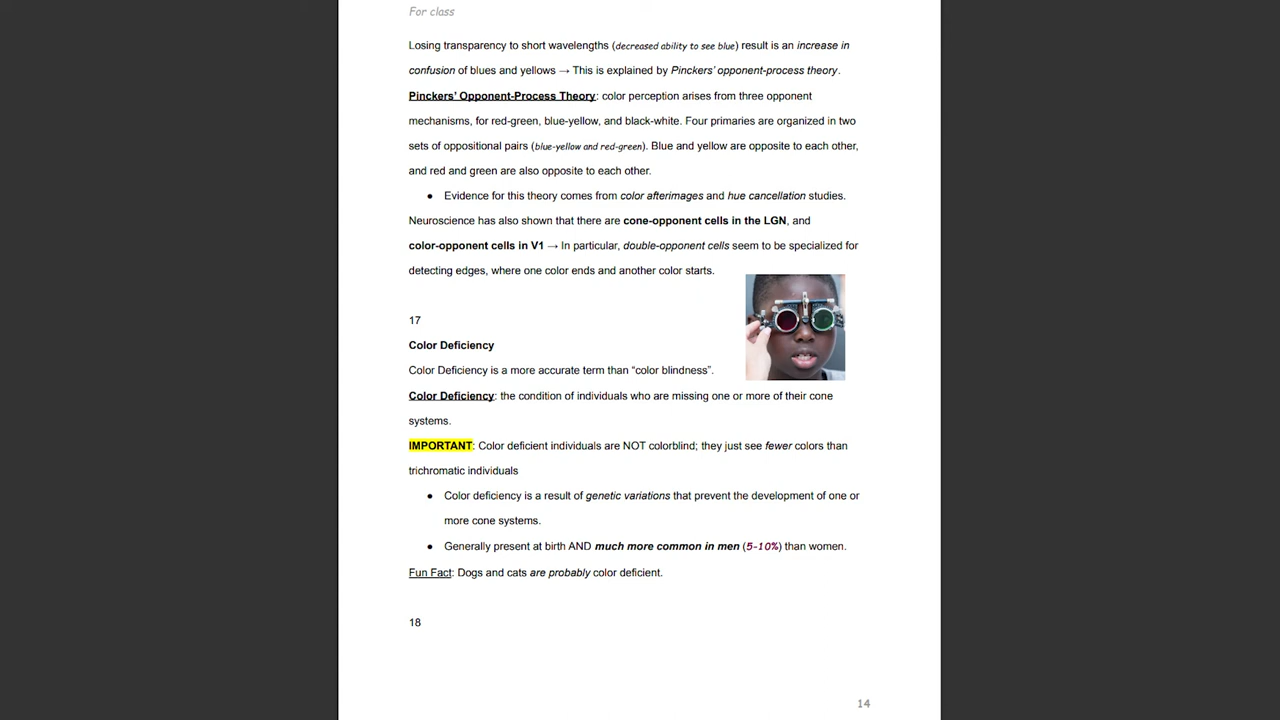 For class
Losing transparency to short wavelengths (decreased ability to see blue) result is an increase in
confusion of blues and yellows → This is explained by Pinckers' opponent-process theory.
Pinckers' Opponent-Process Theory: color perception arises from three opponent
mechanisms, for red-green, blue-yellow, and black-white. Four primaries are organized in two
sets of oppositional pairs (blue-yellow and red-green). Blue and yellow are opposite to each other,
and red and green are also opposite to each other.
● Evidence for this theory comes from color afterimages and hue cancellation studies.
Neuroscience has also shown that there are cone-opponent cells in the LGN, and
color-opponent cells in V1 → In particular, double-opponent cells seem to be specialized for
detecting edges, where one color ends and another color starts.
17
Color Deficiency
Color Deficiency is a more accurate term than “color blindness”.
Color Deficiency: the condition of individuals who are missing one or more of their cone
systems.
IMPORTANT: Color deficient individuals are NOT colorblind; they just see fewer colors than
trichromatic individuals
● Color deficiency is a result of genetic variations that prevent the development of one or
more cone systems.
● Generally present at birth AND much more common in men (5-10%) than women.
Fun Fact: Dogs and cats are probably color deficient.
18
14